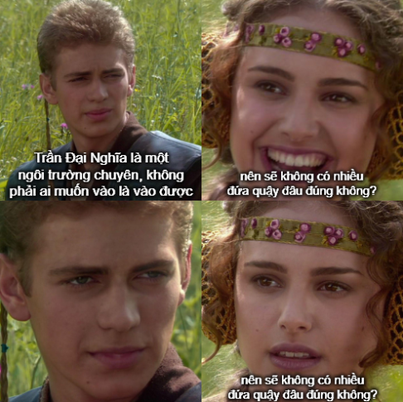 Trần Đại Nghĩa là một
ngôi trường chuyên, không
phải ai muốn vào là vào được
nên sẽ không có nhiều
đứa quậy đâu đúng không?
nên sẽ không có nhiều
đứa quậy đâu đúng không?